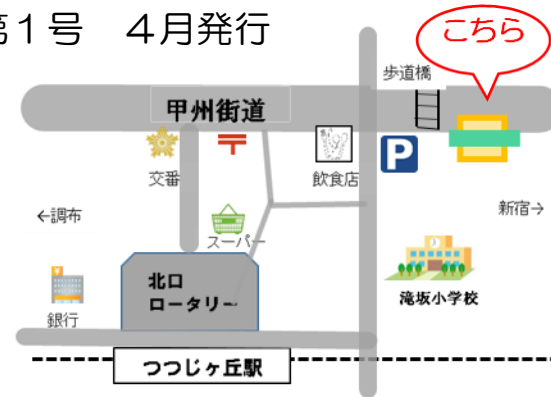 第1号 4月発行
こちら
歩道橋
甲州街道
交番
飲食店
P
←調布
新宿→
スーパー
北口
ロータリー
滝坂小学校
銀行
つつじヶ丘駅